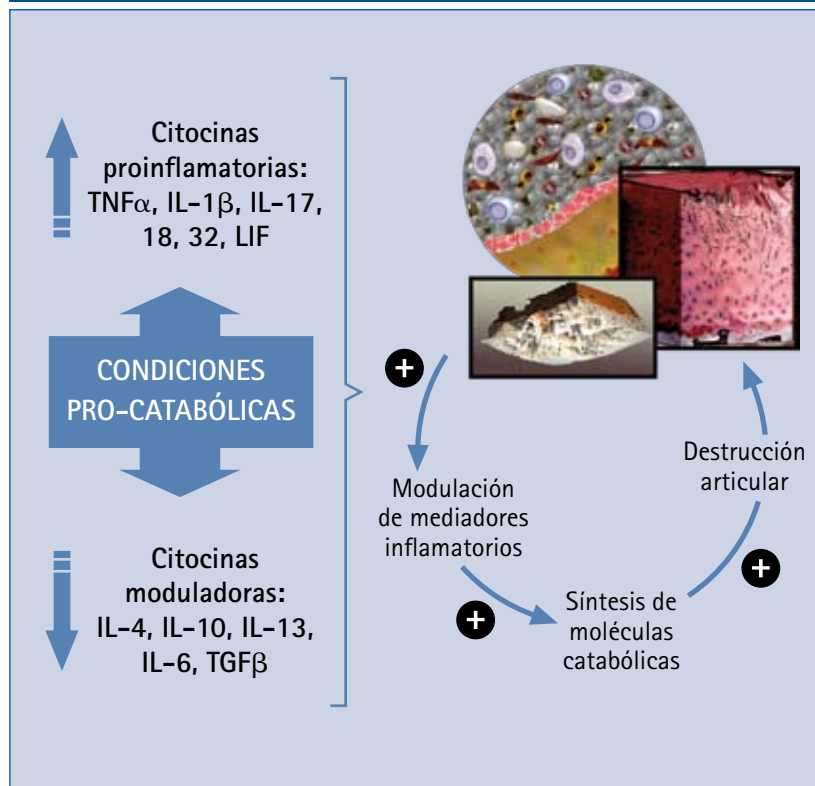 Citocinas
proinflamatorias:
TNFα, IL-1β, IL-17,
18, 32, LIF
CONDICIONES
PRO-CATABÓLICAS
Citocinas
moduladoras:
IL-4, IL-10, IL-13,
IL-6, TGFβ
+
Modulación
de mediadores
inflamatorios
+
Síntesis de
moléculas
catabólicas
+
Destrucción
articular